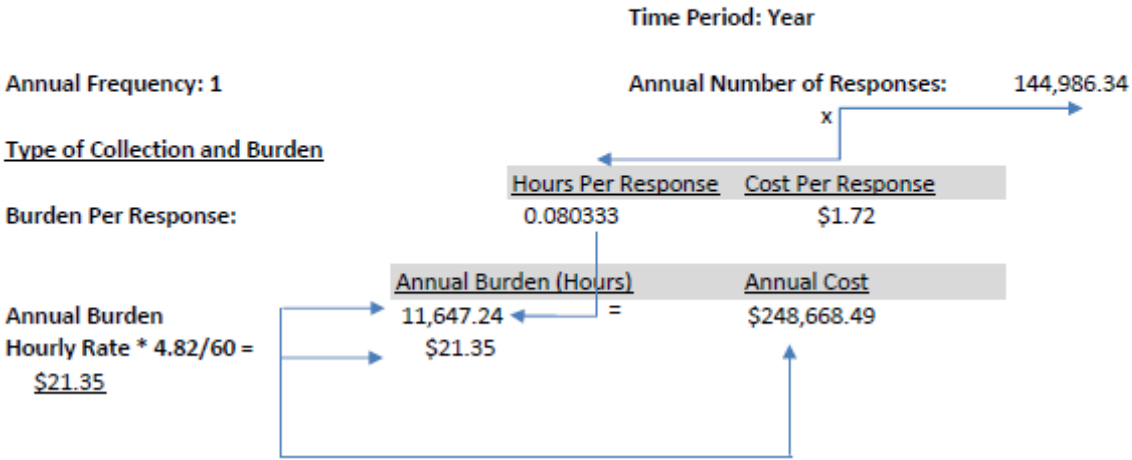 Time Period: Year
Annual Frequency: 1 Annual Number of Responses: 144,986.34
x
Type of Collection and Burden
Hours Per Response Cost Per Response
Burden Per Response: 0.080333 $1.72
Annual Burden (Hours) Annual Cost
Annual Burden 11,647.24 = $248,668.49
Hourly Rate * 4.82/60 = $21.35
$21.35